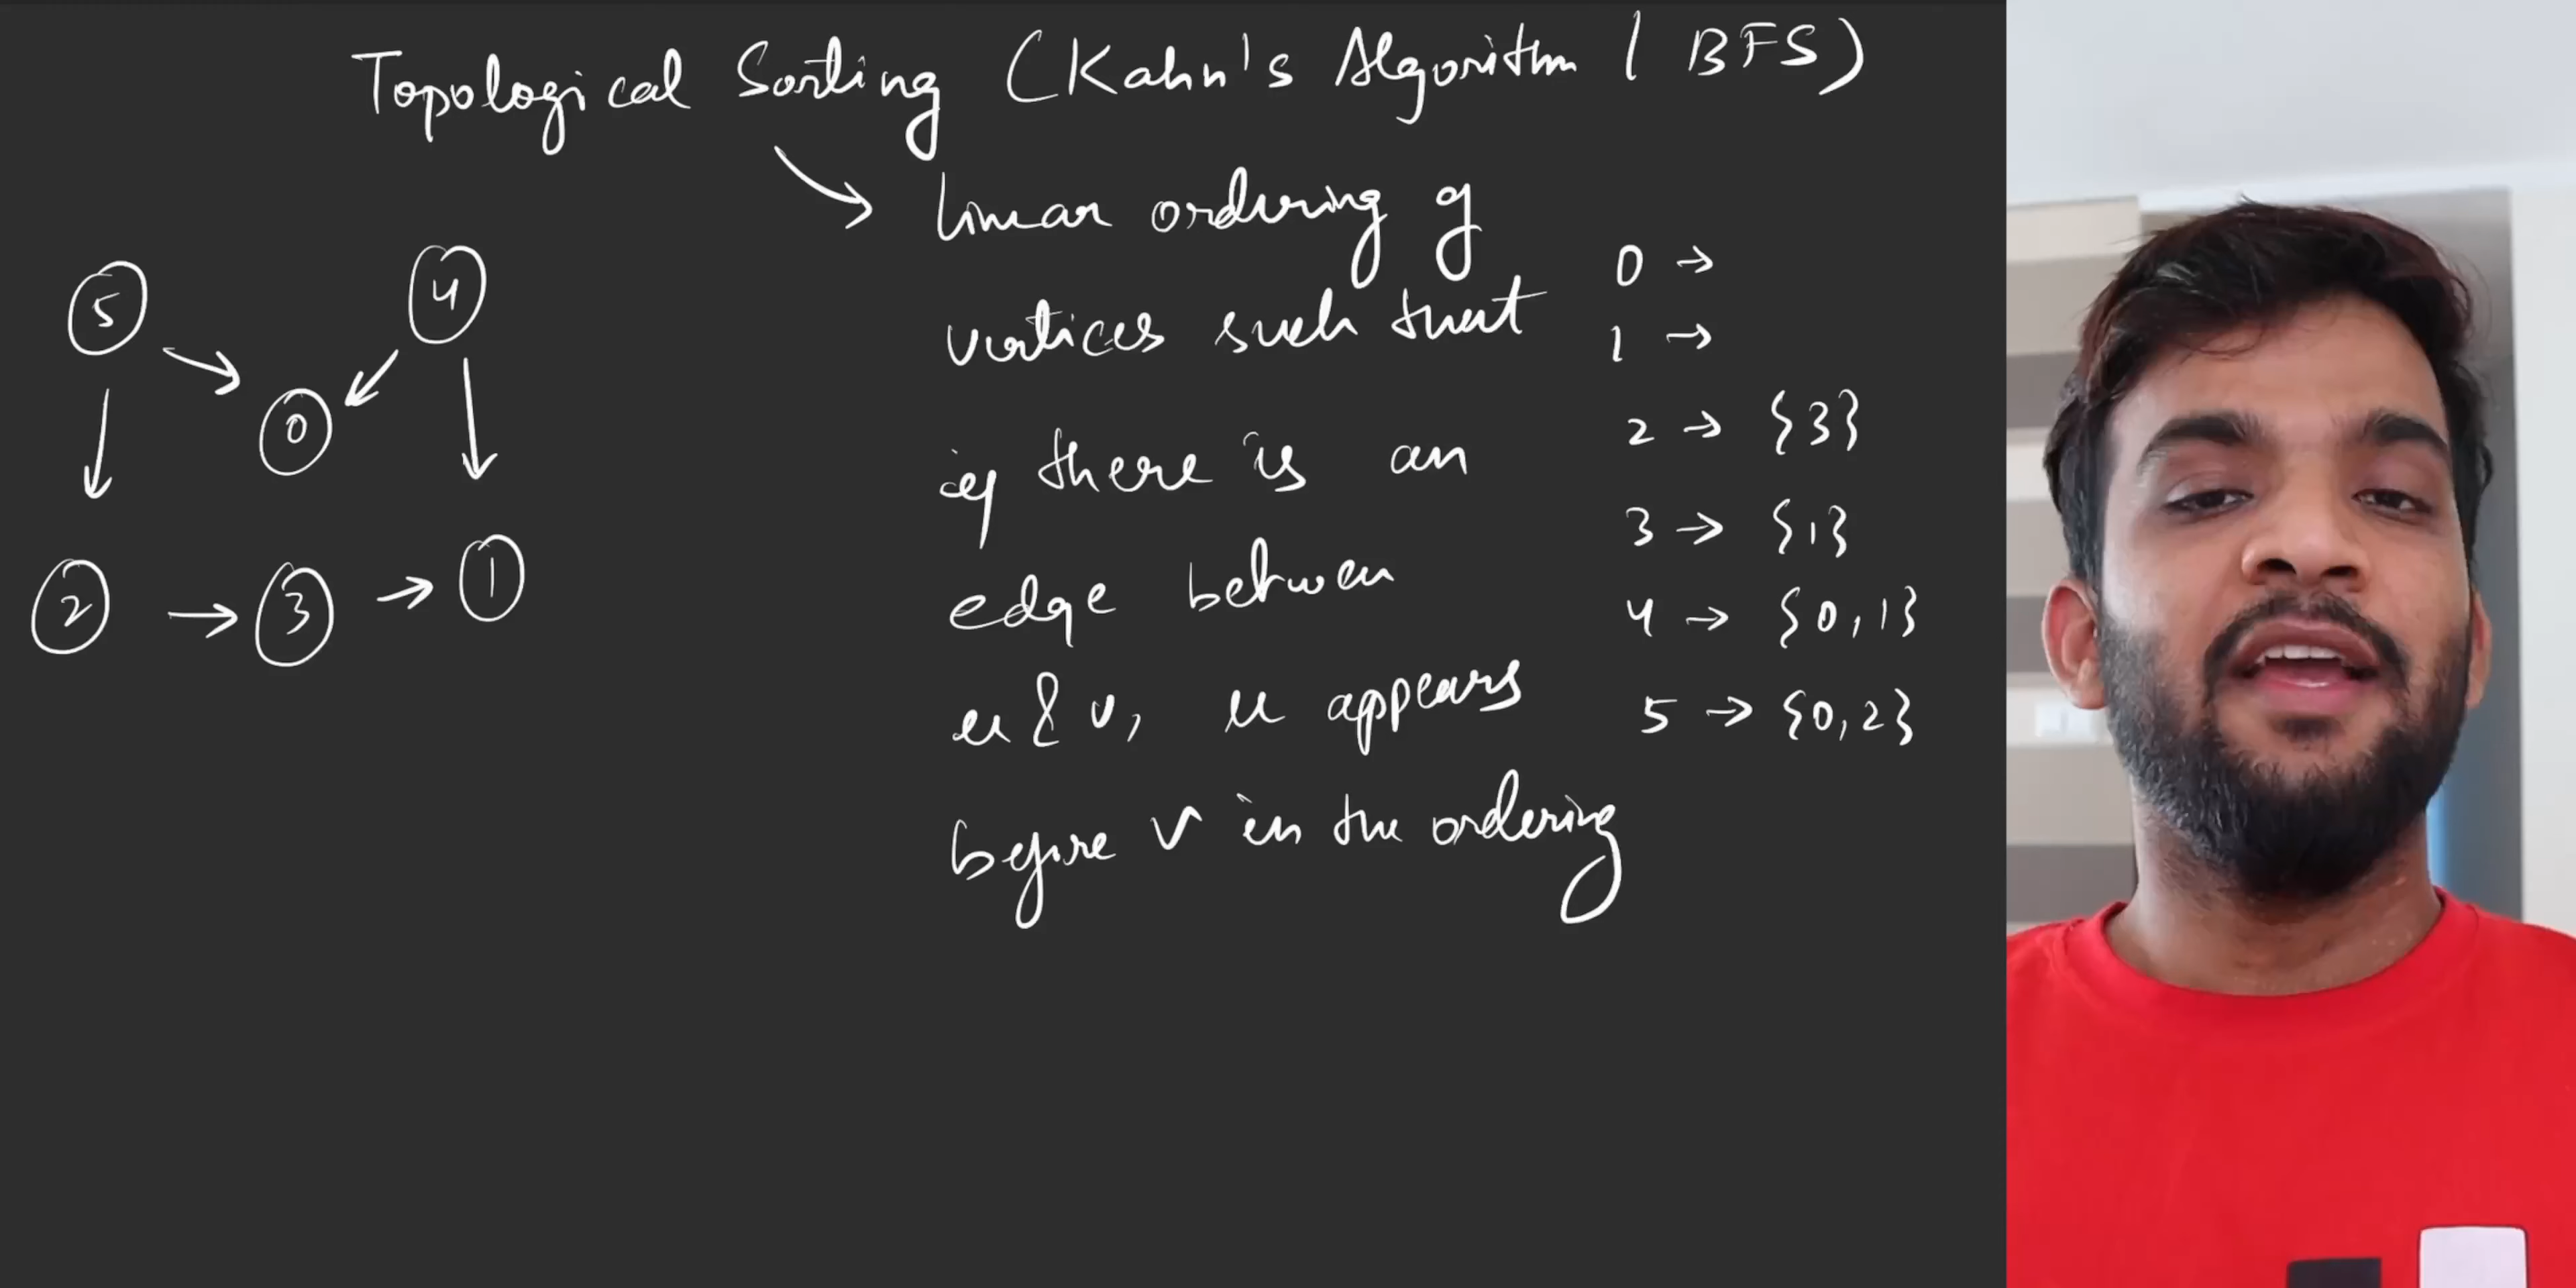 Topological Sorting (Kahn's Algorithm | BFS)
→ linear ordering of
vertices such that
if there is an
edge between
u & v, u appears
before v in the ordering
5 4
0
2 → 3 → 1
0 →
1 →
2 → {3}
3 → {1}
4 → {0, 1}
5 → {0, 2}